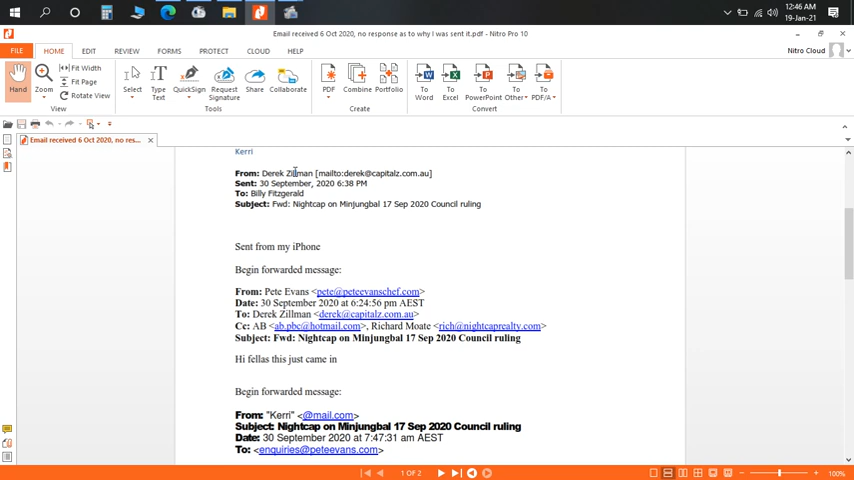 12:46 AM
19-Jan-21
Email received 6 Oct 2020, no response as to why I was sent it.pdf - Nitro Pro 10
FILE HOME EDIT REVIEW FORMS PROTECT CLOUD HELP
Nitro Cloud
Hand
Zoom
Fit Width
Fit Page
Rotate View
View
Select
Type Text
QuickSign
Request Signature
Share
Collaborate
Tools
PDF
Combine
Portfolio
Create
To Word
To Excel
To PowerPoint
To Other
To PDF/A
Convert
Email received 6 Oct 2020, no res...
Kerri
From: Derek Zillman [mailto:derek@capitalz.com.au]
Sent: 30 September, 2020 6:38 PM
To: Billy Fitzgerald
Subject: Fwd: Nightcap on Minjungbal 17 Sep 2020 Council ruling
Sent from my iPhone
Begin forwarded message:
From: Pete Evans <pete@peteevanschef.com>
Date: 30 September 2020 at 6:24:56 pm AEST
To: Derek Zillman <derek@capitalz.com.au>
Cc: AB <ab.pbc@hotmail.com>, Richard Moate <rich@nightcaprealty.com>
Subject: Fwd: Nightcap on Minjungbal 17 Sep 2020 Council ruling
Hi fellas this just came in
Begin forwarded message:
From: "Kerri" <@mail.com>
Subject: Nightcap on Minjungbal 17 Sep 2020 Council ruling
Date: 30 September 2020 at 7:47:31 am AEST
To: <enquiries@peteevans.com>
1 OF 2
100%